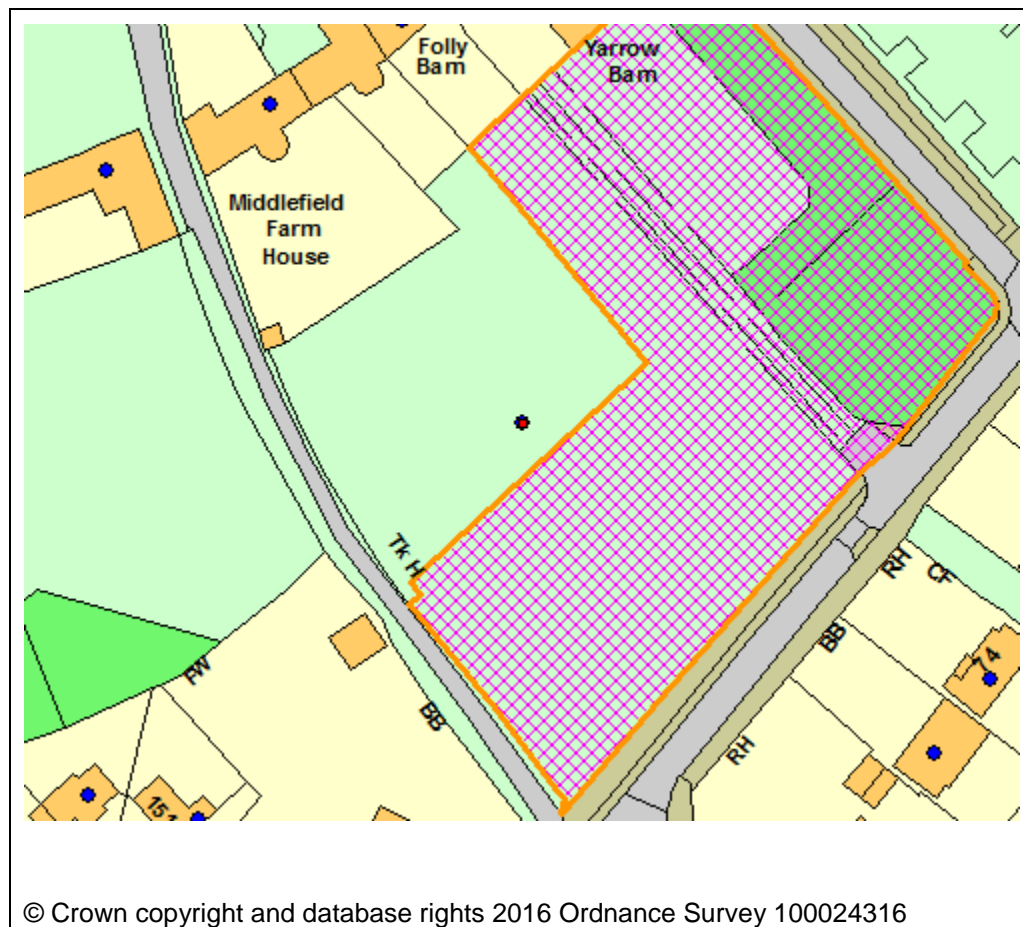 Folly
Barn
Yarrow
Barn
Middlefield
Farm
House
Tk H
RH
CF
BB
74
FW
BB
RH
151
© Crown copyright and database rights 2016 Ordnance Survey 100024316